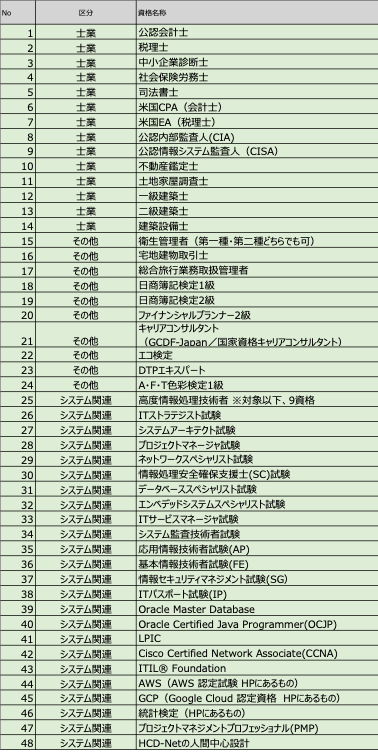 No 区分 資格名称
1 士業 公認会計士
2 士業 税理士
3 士業 中小企業診断士
4 士業 社会保険労務士
5 士業 司法書士
6 士業 米国CPA（会計士）
7 士業 米国EA（税理士）
8 士業 公認内部監査人(CIA)
9 士業 公認情報システム監査人（CISA）
10 士業 不動産鑑定士
11 士業 土地家屋調査士
12 士業 一級建築士
13 士業 二級建築士
14 士業 建築設備士
15 その他 衛生管理者（第一種・第二種どちらでも可）
16 その他 宅地建物取引士
17 その他 総合旅行業務取扱管理者
18 その他 日商簿記検定1級
19 その他 日商簿記検定2級
20 その他 ファイナンシャルプランナー2級
キャリアコンサルタント
21 その他 （GCDF-Japan／国家資格キャリアコンサルタント）
22 その他 エコ検定
23 その他 DTPエキスパート
24 その他 A・F・T色彩検定1級
25 システム関連 高度情報処理技術者 ※対象以下、9資格
26 システム関連 ITストラテジスト試験
27 システム関連 システムアーキテクト試験
28 システム関連 プロジェクトマネージャ試験
29 システム関連 ネットワークスペシャリスト試験
30 システム関連 情報処理安全確保支援士(SC)試験
31 システム関連 データベーススペシャリスト試験
32 システム関連 エンベデッドシステムスペシャリスト試験
33 システム関連 ITサービスマネージャ試験
34 システム関連 システム監査技術者試験
35 システム関連 応用情報技術者試験(AP)
36 システム関連 基本情報技術者試験(FE)
37 システム関連 情報セキュリティマネジメント試験(SG)
38 システム関連 ITパスポート試験(IP)
39 システム関連 Oracle Master Database
40 システム関連 Oracle Certified Java Programmer(OCJP)
41 システム関連 LPIC
42 システム関連 Cisco Certified Network Associate(CCNA)
43 システム関連 ITIL® Foundation
44 システム関連 AWS（AWS 認定試験 HPにあるもの）
45 システム関連 GCP（Google Cloud 認定資格 HPにあるもの）
46 システム関連 統計検定（HPにあるもの）
47 システム関連 プロジェクトマネジメントプロフェッショナル(PMP)
48 システム関連 HCD-Netの人間中心設計